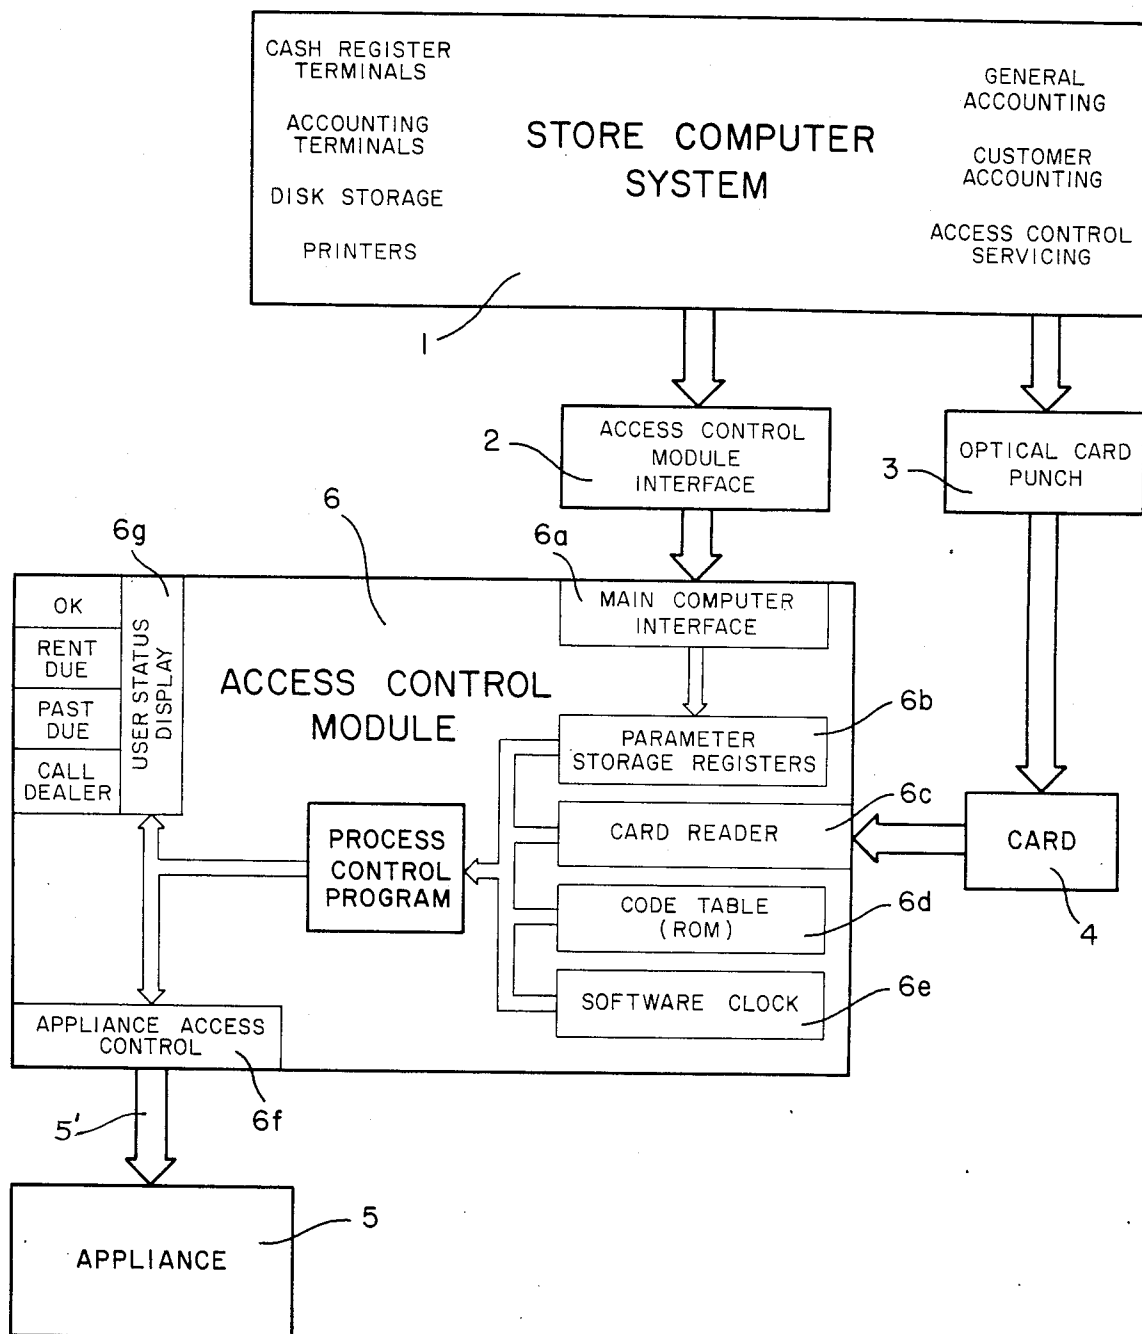 CASH REGISTER
TERMINALS
ACCOUNTING
TERMINALS
DISK STORAGE
PRINTERS
STORE COMPUTER
SYSTEM
GENERAL
ACCOUNTING
CUSTOMER
ACCOUNTING
ACCESS CONTROL
SERVICING
1
2
ACCESS CONTROL
MODULE
INTERFACE
3
OPTICAL CARD
PUNCH
6
6g
6a
OK
RENT
DUE
PAST
DUE
CALL
DEALER
USER STATUS
DISPLAY
ACCESS CONTROL
MODULE
MAIN COMPUTER
INTERFACE
6b
PARAMETER
STORAGE REGISTERS
6c
CARD READER
CARD
4
PROCESS
CONTROL
PROGRAM
6d
CODE TABLE
(ROM)
6e
SOFTWARE CLOCK
APPLIANCE ACCESS
CONTROL
6f
5'
5
APPLIANCE